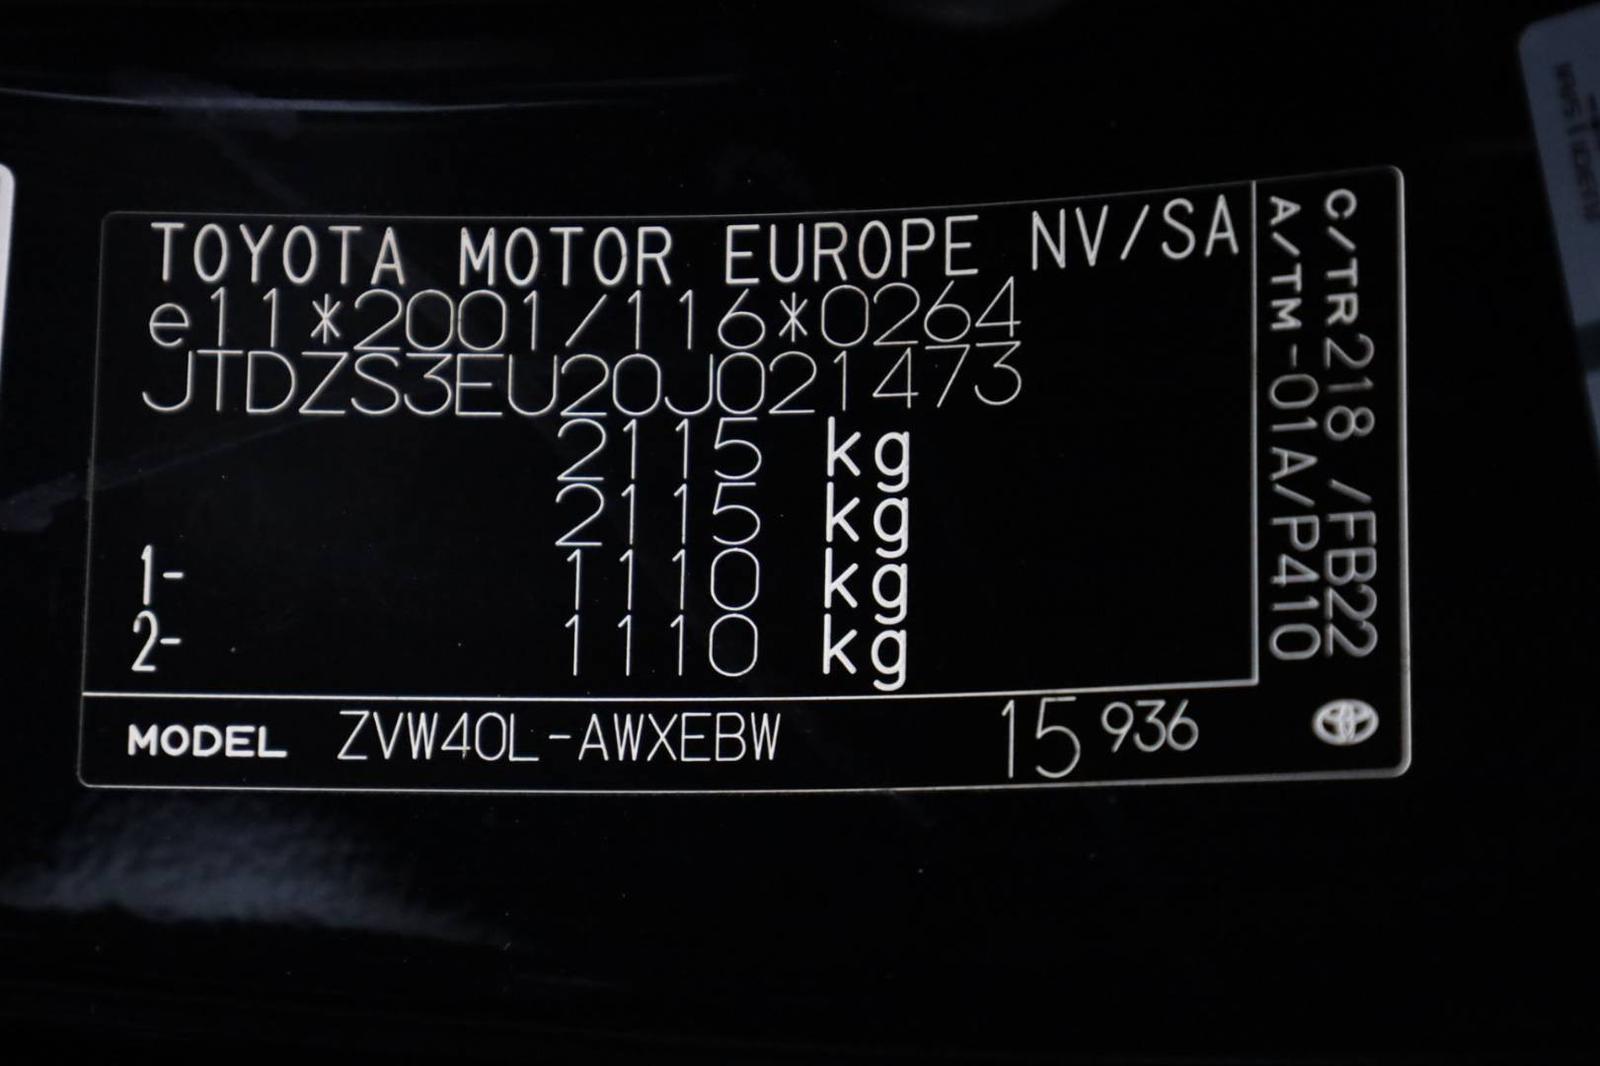 TOYOTA MOTOR EUROPE NV/SA
e11*2001/116*0264
JTDZS3EU20J021473
2115 kg
2115 kg
1- 1110 kg
2- 1110 kg
MODEL ZVW40L-AWXEBW 15 936
C/TR218 /FB22
A/TM-01A/P410